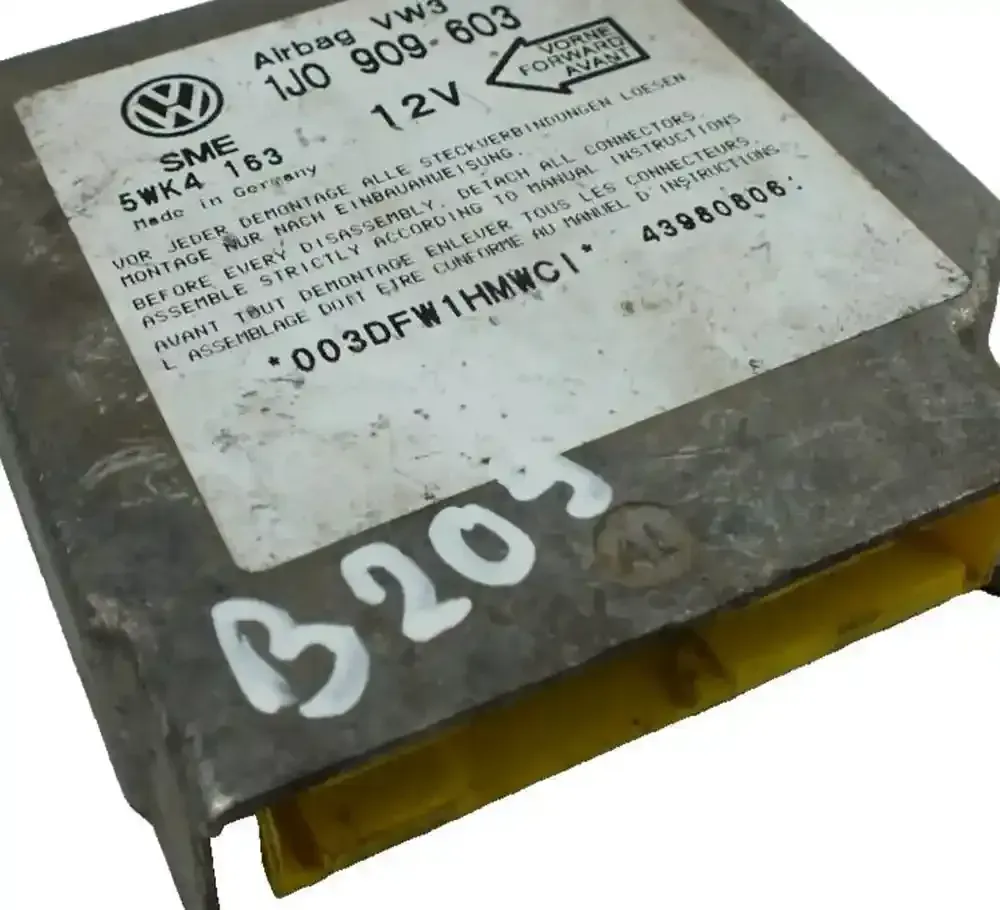 Airbag VW3
1J0 909 603
VORNE
FORWARD
AVANT
SME
12V
5WK4 163
Made in Germany
VOR JEDER DEMONTAGE ALLE STECKVERBINDUNGEN LOESEN
MONTAGE NUR NACH EINBAUANWEISUNG.
BEFORE EVERY DISASSEMBLY, DETACH ALL CONNECTORS.
ASSEMBLE STRICTLY ACCORDING TO MANUAL INSTRUCTIONS
AVANT TOUT DEMONTAGE ENLEVER TOUS LES CONNECTEURS.
L ASSEMBLAGE DOIT ETRE CONFORME AU MANUEL D'INSTRUCTIONS
*003DFW1HMWCI* 43980806:
B205